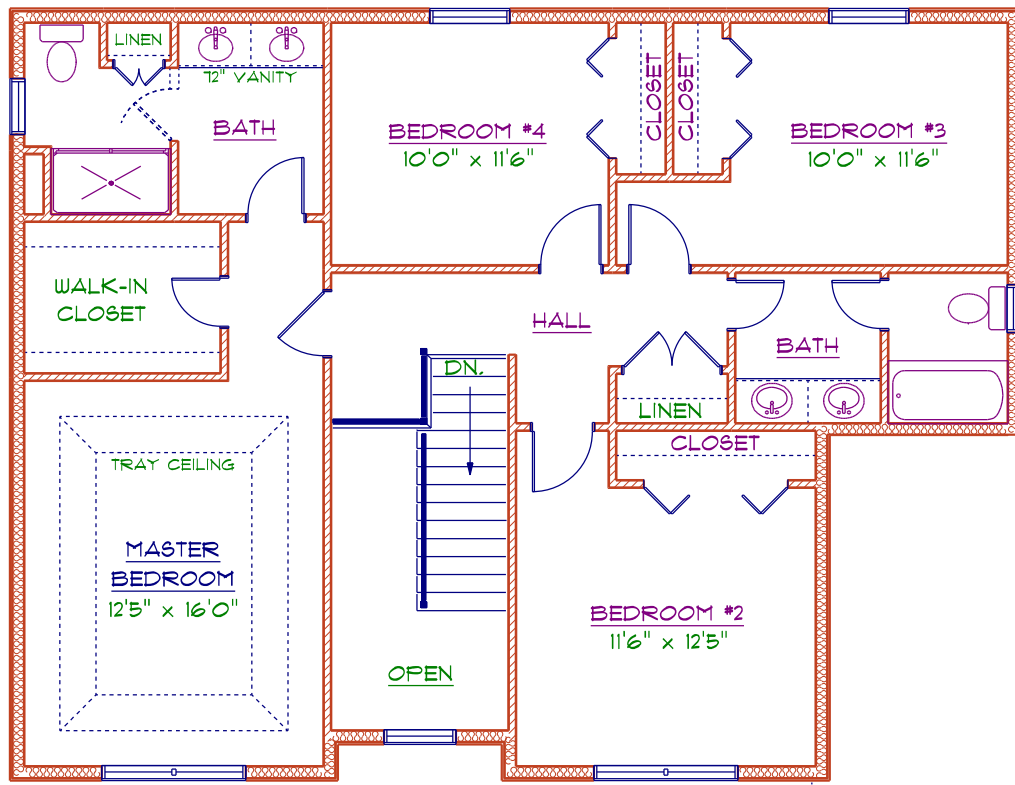 LINEN
72" VANITY
BATH
CLOSET
CLOSET
BEDROOM #4
10'0" x 11'6"
BEDROOM #3
10'0" x 11'6"
WALK-IN
CLOSET
HALL
BATH
DN.
LINEN
CLOSET
TRAY CEILING
MASTER
BEDROOM
12'5" x 16'0"
BEDROOM #2
11'6" x 12'5"
OPEN